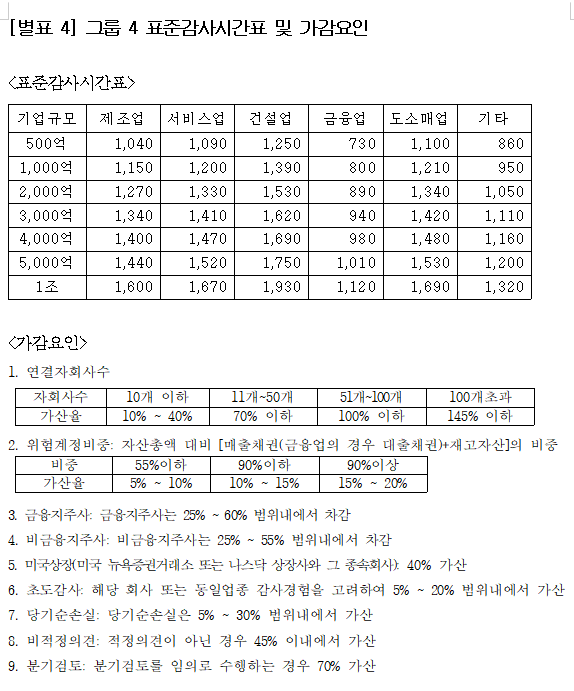 [별표 4] 그룹 4 표준감사시간표 및 가감요인
<표준감사시간표>
기업규모 제조업 서비스업 건설업 금융업 도소매업 기타
500억 1,040 1,090 1,250 730 1,100 860
1,000억 1,150 1,200 1,390 800 1,210 950
2,000억 1,270 1,330 1,530 890 1,340 1,050
3,000억 1,340 1,410 1,620 940 1,420 1,110
4,000억 1,400 1,470 1,690 980 1,480 1,160
5,000억 1,440 1,520 1,750 1,010 1,530 1,200
1조 1,600 1,670 1,930 1,120 1,690 1,320
<가감요인>
1. 연결자회사수
자회사수 10개 이하 11개~50개 51개~100개 100개초과
가산율 10% ~ 40% 70% 이하 100% 이하 145% 이하
2. 위험계정비중: 자산총액 대비 [매출채권(금융업의 경우 대출채권)+재고자산]의 비중
비중 55%이하 90%이하 90%이상
가산율 5% ~ 10% 10% ~ 15% 15% ~ 20%
3. 금융지주사: 금융지주사는 25% ~ 60% 범위내에서 차감
4. 비금융지주사: 비금융지주사는 25% ~ 55% 범위내에서 차감
5. 미국상장(미국 뉴욕증권거래소 또는 나스닥 상장사와 그 종속회사): 40% 가산
6. 초도감사: 해당 회사 또는 동일업종 감사경험을 고려하여 5% ~ 20% 범위내에서 가산
7. 당기순손실: 당기순손실은 5% ~ 30% 범위내에서 가산
8. 비적정의견: 적정의견이 아닌 경우 45% 이내에서 가산
9. 분기검토: 분기검토를 임의로 수행하는 경우 70% 가산